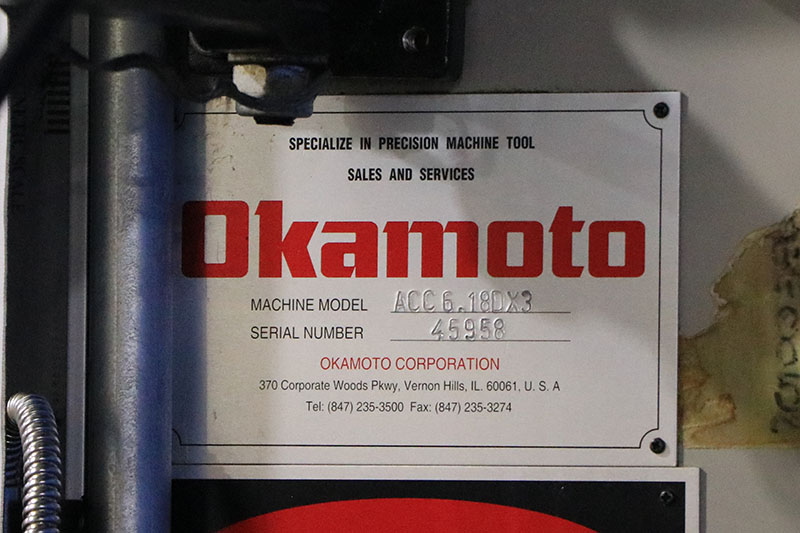 SPECIALIZE IN PRECISION MACHINE TOOL
SALES AND SERVICES
Okamoto
MACHINE MODEL ACC 6.18DX3
SERIAL NUMBER 45958
OKAMOTO CORPORATION
370 Corporate Woods Pkwy, Vernon Hills, IL. 60061, U. S. A
Tel: (847) 235-3500 Fax: (847) 235-3274